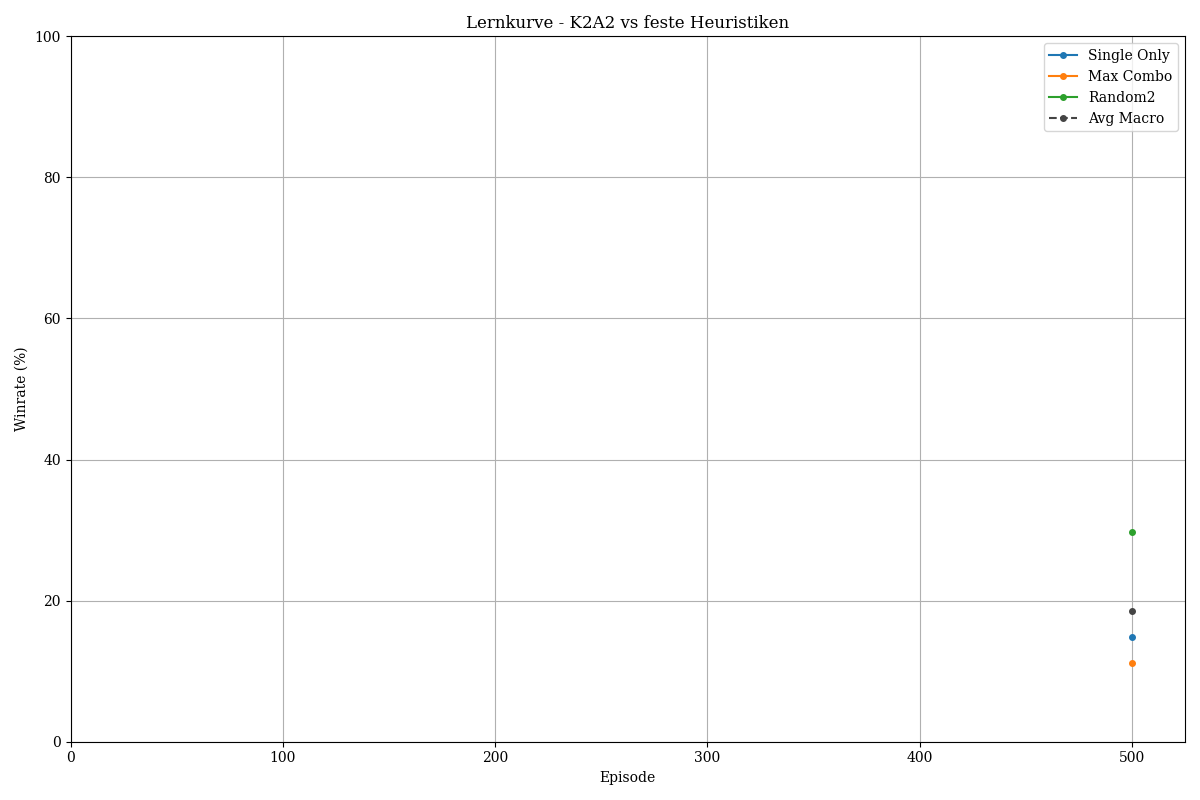 Lernkurve - K2A2 vs feste Heuristiken
100
80
60
40
20
0
Winrate (%)
Single Only
Max Combo
Random2
Avg Macro
0 100 200 300 400 500
Episode